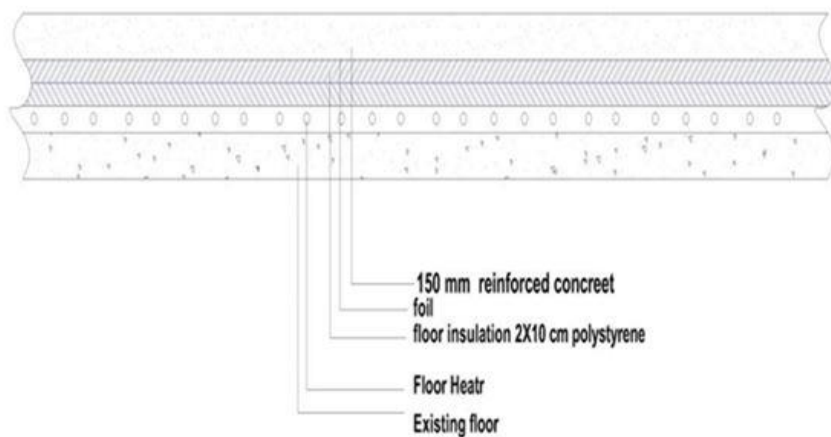 150 mm reinforced concreet
foil
floor insulation 2X10 cm polystyrene
Floor Heatr
Existing floor